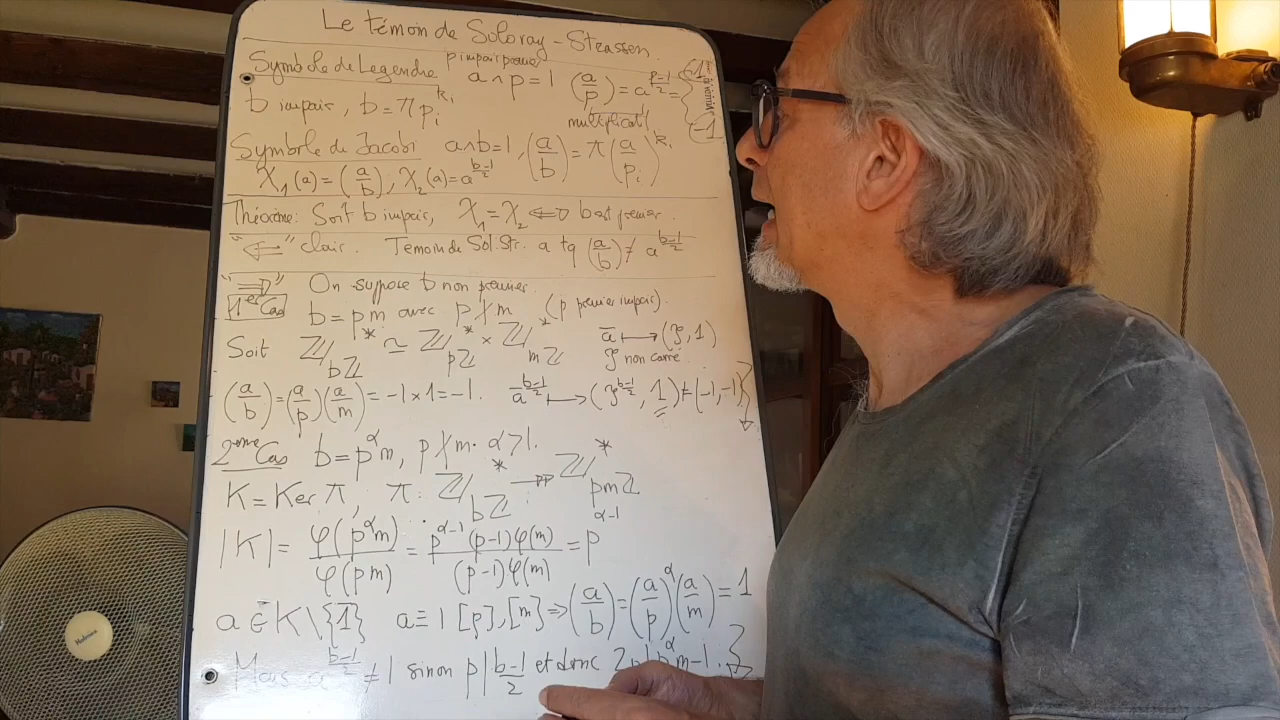 Le témoin de Soloray-Strassen.
Symbole de Legendre p impair premier a∧p=1 (a/p) = a^((p-1)/2) = { 1 -1
b impair, b = π p_i^(k_i) multiplicatif
Symbole de Jacobi a∧b=1, (a/b) = π (a/p_i)^(k_i)
χ_1(a) = (a/b), χ_2(a) = a^((b-1)/2)
Théorème: Soit b impair, χ_1 = χ_2 ⟺ b est premier.
"⟸" clair. Témoin de Sol.Str. a tq (a/b) ≠ a^((b-1)/2)
"⟹" On suppose b non premier.
1er Cas b = pm avec p∤m (p premier impair).
Soit ℤ/bℤ* ≃ ℤ/pℤ* × ℤ/mℤ* ā ⟼ (ρ, 1)
ρ non carré.
(a/b) = (a/p)(a/m) = -1×1 = -1. ā^((b-1)/2) ⟼ (ρ^((b-1)/2), 1) ≠ (-1,-1)
2ème Cas b = p^α m, p∤m. α>1.
K = Ker π, π: ℤ/bℤ* ↠ ℤ/pmℤ*
|K| = φ(p^α m)/φ(pm) = p^(α-1)(p-1)φ(m)/((p-1)φ(m)) = p^(α-1)
a ∈ K\{1} a ≡ 1 [p],[m] ⟹ (a/b) = (a/p)^α (a/m) = 1
Mais a^((b-1)/2) ≠ 1 sinon p | (b-1)/2 et donc 2p | p^α m-1.